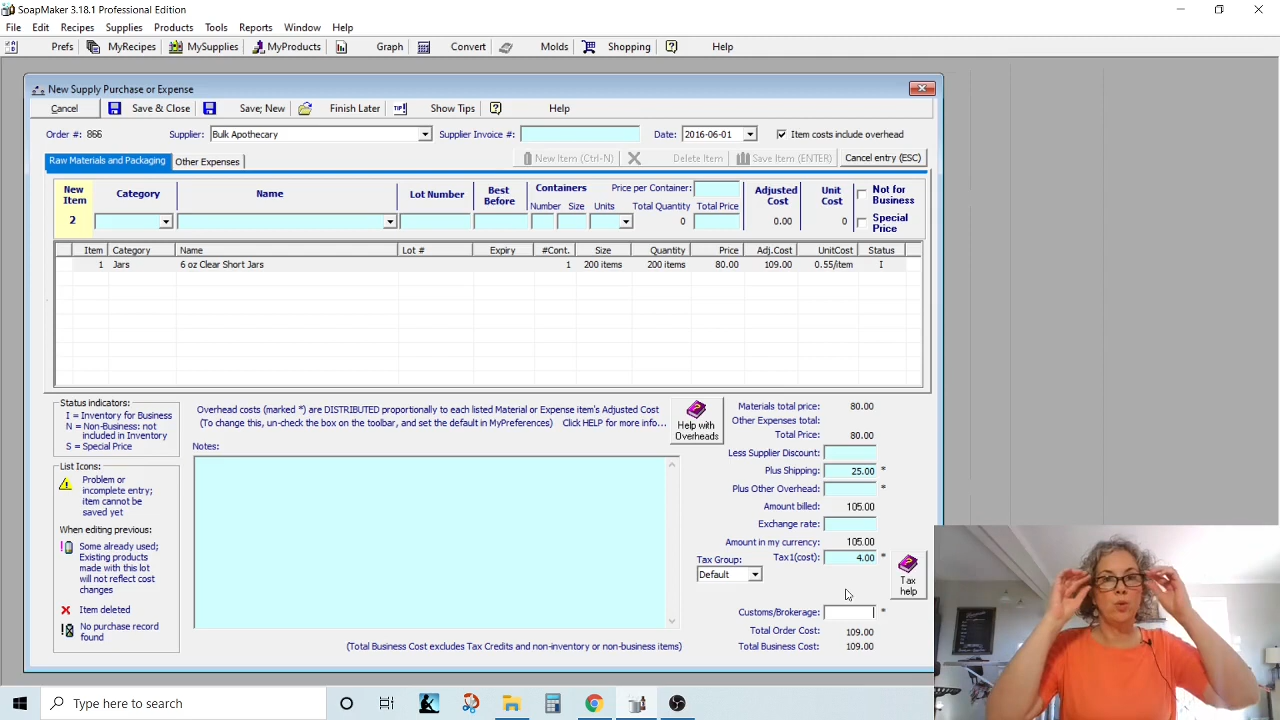 SoapMaker 3.18.1 Professional Edition
File Edit Recipes Supplies Products Tools Reports Window Help
Prefs MyRecipes MySupplies MyProducts Graph Convert Molds Shopping Help
New Supply Purchase or Expense
Cancel Save & Close Save; New Finish Later TIP! Show Tips Help
Order #: 866 Supplier: Bulk Apothecary Supplier Invoice #: Date: 2016-06-01 Item costs include overhead
Raw Materials and Packaging Other Expenses New Item (Ctrl-N) Delete Item Save Item (ENTER) Cancel entry (ESC)
New Item 2 Category Name Lot Number Best Before Containers Number Size Units Price per Container: Total Quantity 0 Total Price Adjusted Cost 0.00 Unit Cost 0 Not for Business Special Price
Item Category Name Lot # Expiry #Cont. Size Quantity Price Adj.Cost UnitCost Status
1 Jars 6 oz Clear Short Jars 1 200 items 200 items 80.00 109.00 0.55/item I
Status indicators:
I = Inventory for Business
N = Non-Business: not included in Inventory
S = Special Price
List Icons:
Problem or
incomplete entry;
item cannot be
saved yet
When editing previous:
Some already used;
Existing products
made with this lot
will not reflect cost
changes
Item deleted
No purchase record
found
Overhead costs (marked *) are DISTRIBUTED proportionally to each listed Material or Expense item's Adjusted Cost
(To change this, un-check the box on the toolbar, and set the default in MyPreferences) Click HELP for more info...
Help with
Overheads
Notes:
(Total Business Cost excludes Tax Credits and non-inventory or non-business items)
Materials total price: 80.00
Other Expenses total:
Total Price: 80.00
Less Supplier Discount:
Plus Shipping: 25.00 *
Plus Other Overhead: *
Amount billed: 105.00
Exchange rate:
Amount in my currency: 105.00
Tax Group: Default Tax1(cost): 4.00 *
Tax
help
Customs/Brokerage: *
Total Order Cost: 109.00
Total Business Cost: 109.00
Type here to search